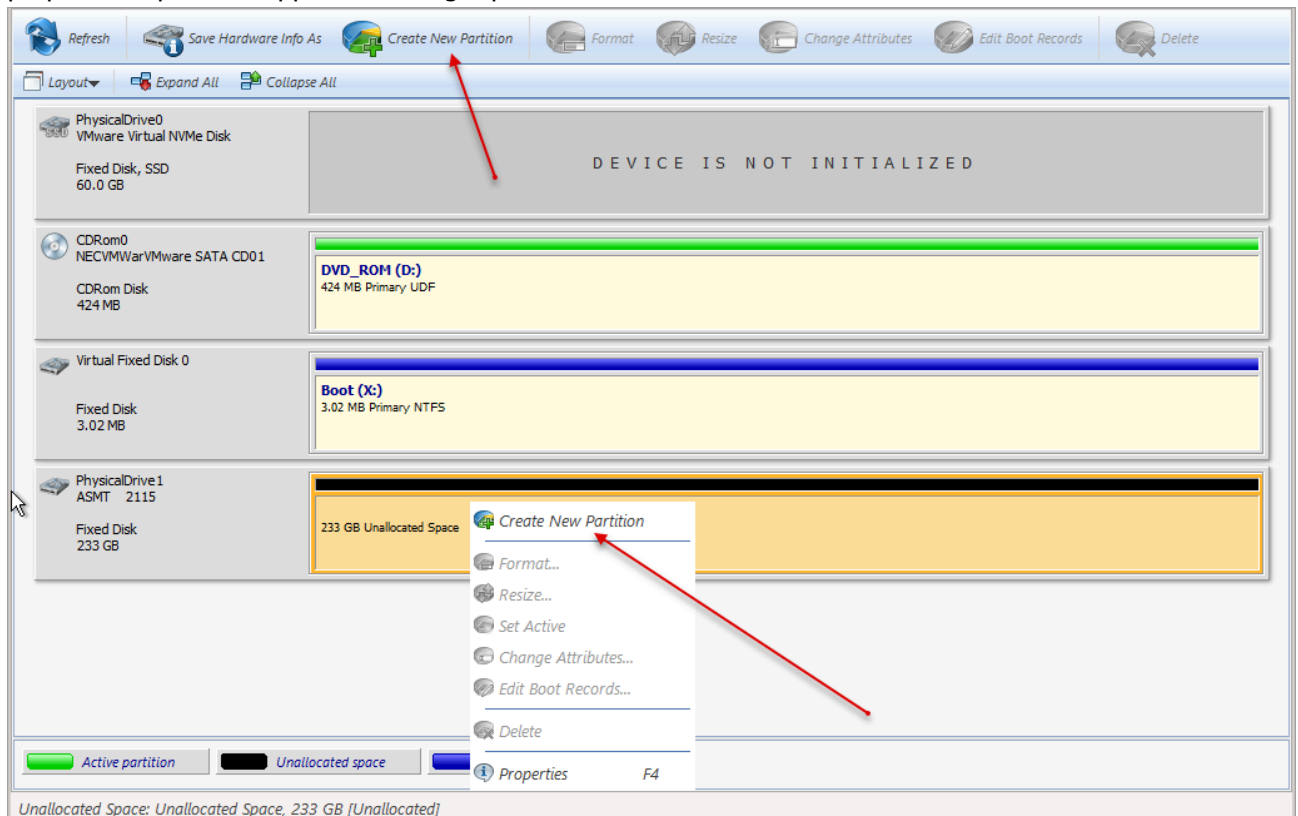 Refresh Save Hardware Info As Create New Partition Format Resize Change Attributes Edit Boot Records Delete
Layout Expand All Collapse All
PhysicalDrive0
VMware Virtual NVMe Disk
Fixed Disk, SSD
60.0 GB
DEVICE IS NOT INITIALIZED
CDRom0
NECVMWarVMware SATA CD01
CDRom Disk
424 MB
DVD_ROM (D:)
424 MB Primary UDF
Virtual Fixed Disk 0
Fixed Disk
3.02 MB
Boot (X:)
3.02 MB Primary NTFS
PhysicalDrive1
ASMT 2115
Fixed Disk
233 GB
233 GB Unallocated Space
Create New Partition
Format...
Resize...
Set Active
Change Attributes...
Edit Boot Records...
Delete
Properties F4
Active partition Unallocated space
Unallocated Space: Unallocated Space, 233 GB [Unallocated]